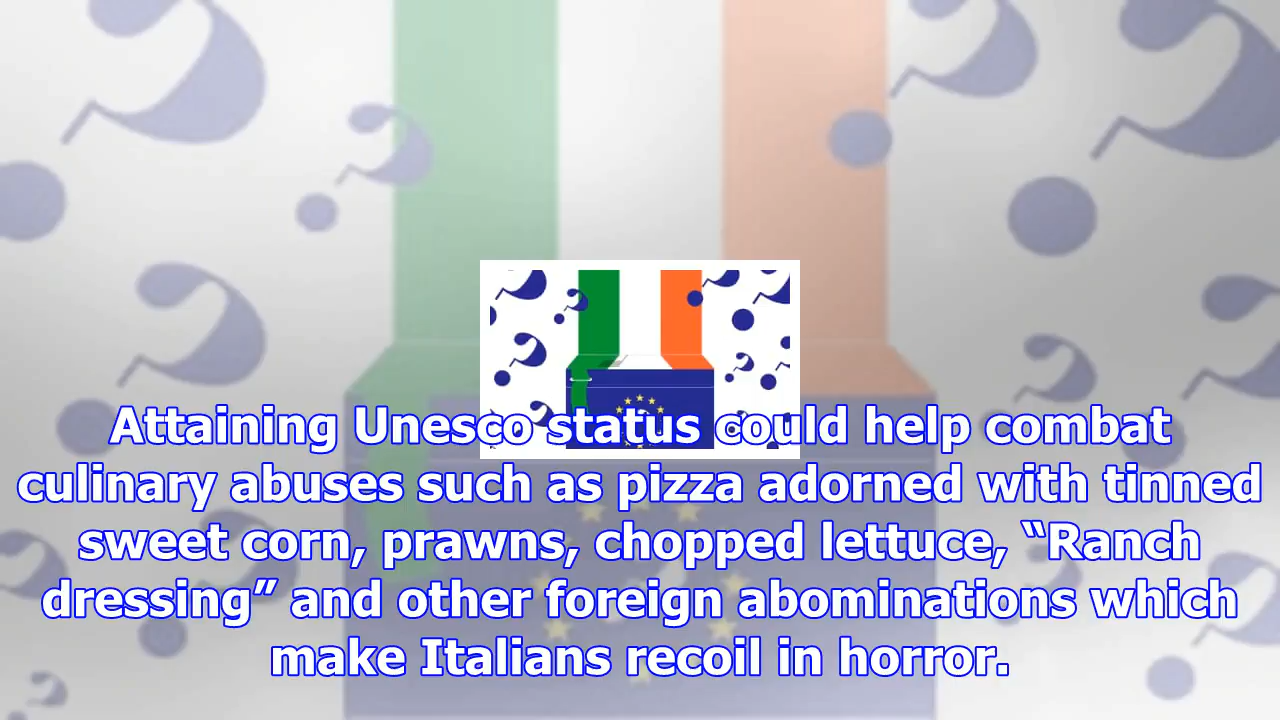 Attaining Unesco status could help combat
culinary abuses such as pizza adorned with tinned
sweet corn, prawns, chopped lettuce, “Ranch
dressing” and other foreign abominations which
make Italians recoil in horror.